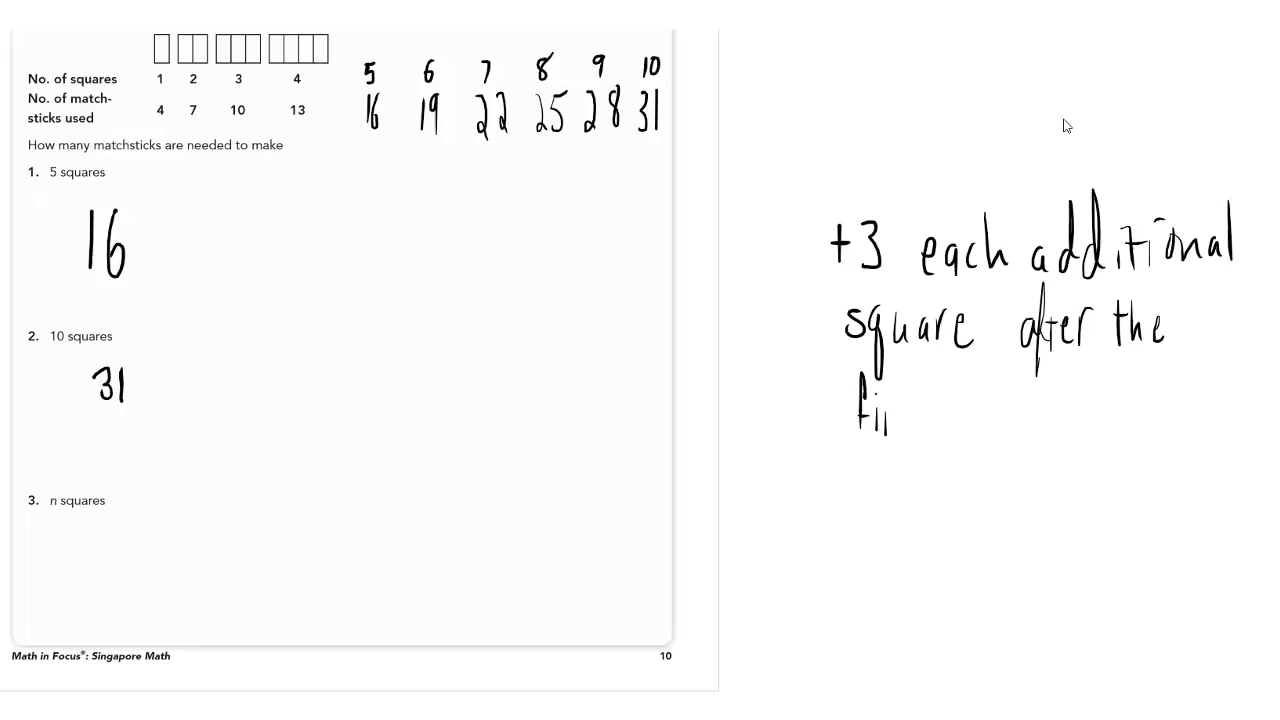 5 6 7 8 9 10
No. of squares 1 2 3 4
No. of match-
sticks used 4 7 10 13 16 19 22 25 28 31
How many matchsticks are needed to make
1. 5 squares
16
2. 10 squares
31
3. n squares
Math in Focus®: Singapore Math 10
+3 each additional
square after the